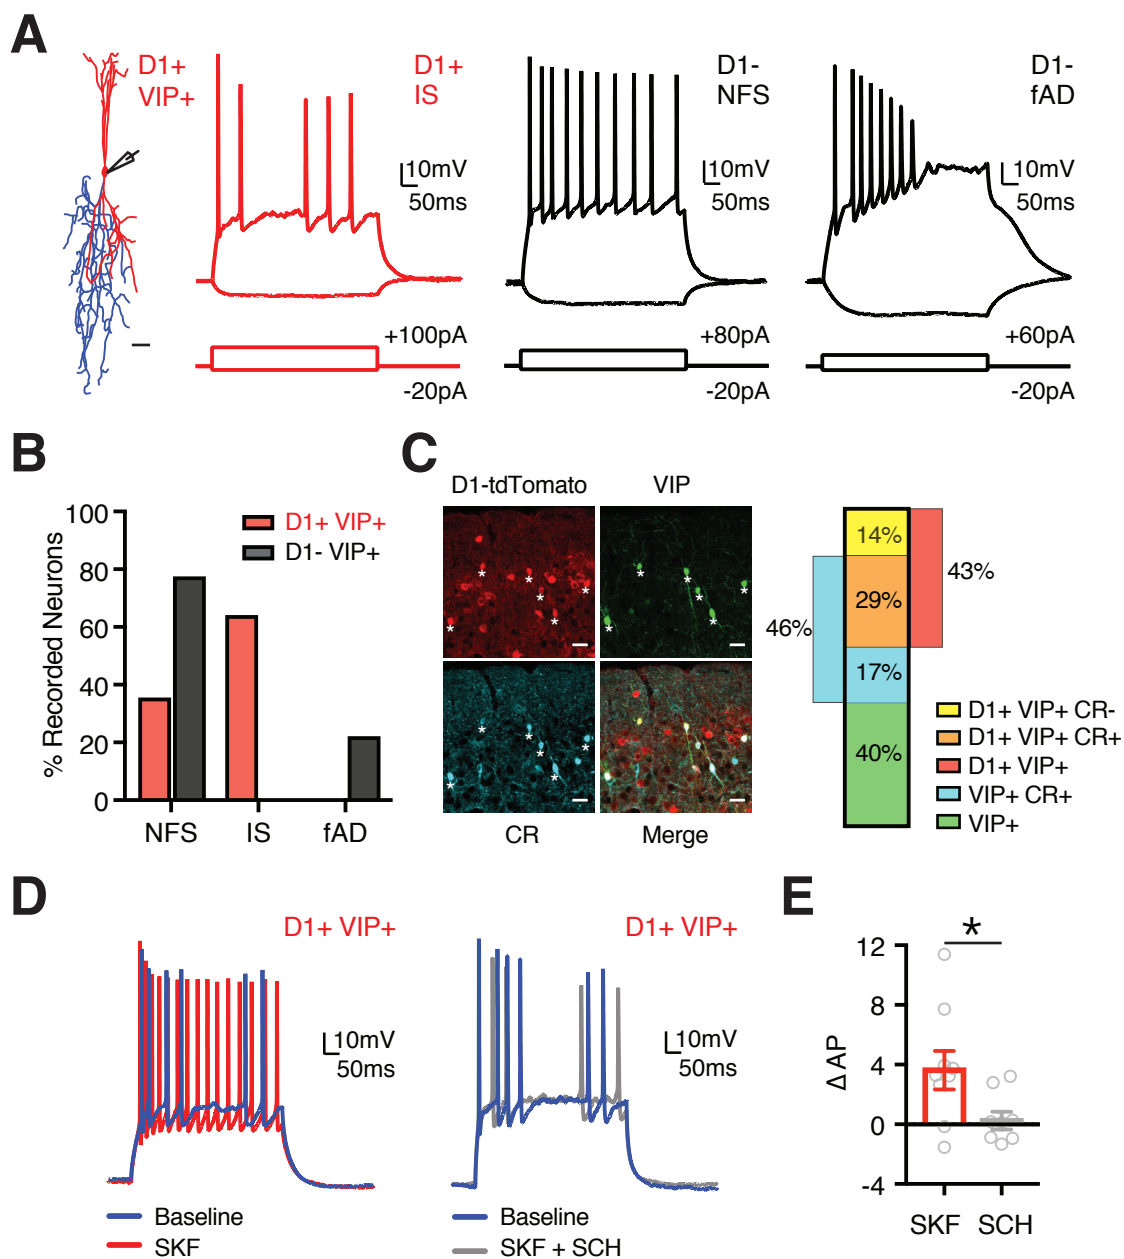 A
D1+
VIP+
D1+
IS
10mV
50ms
+100pA
-20pA
D1-
NFS
10mV
50ms
+80pA
-20pA
D1-
fAD
10mV
50ms
+60pA
-20pA
B
% Recorded Neurons
100
80
60
40
20
0
D1+ VIP+
D1- VIP+
NFS IS fAD
C
D1-tdTomato VIP
* * * * * *
* * * * *
* * * * * *
CR Merge
14%
29%
17%
40%
46%
43%
D1+ VIP+ CR-
D1+ VIP+ CR+
D1+ VIP+
VIP+ CR+
VIP+
D
D1+ VIP+
10mV
50ms
Baseline
SKF
D1+ VIP+
10mV
50ms
Baseline
SKF + SCH
E
*
Δ AP
12
8
4
0
-4
SKF SCH